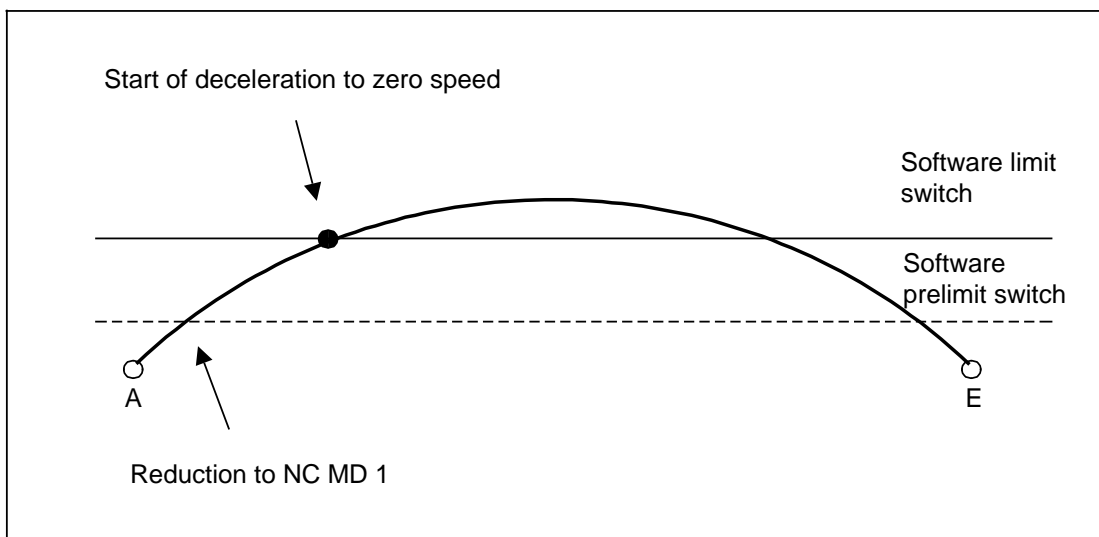 Start of deceleration to zero speed
Software limit
switch
Software
prelimit switch
A
E
Reduction to NC MD 1